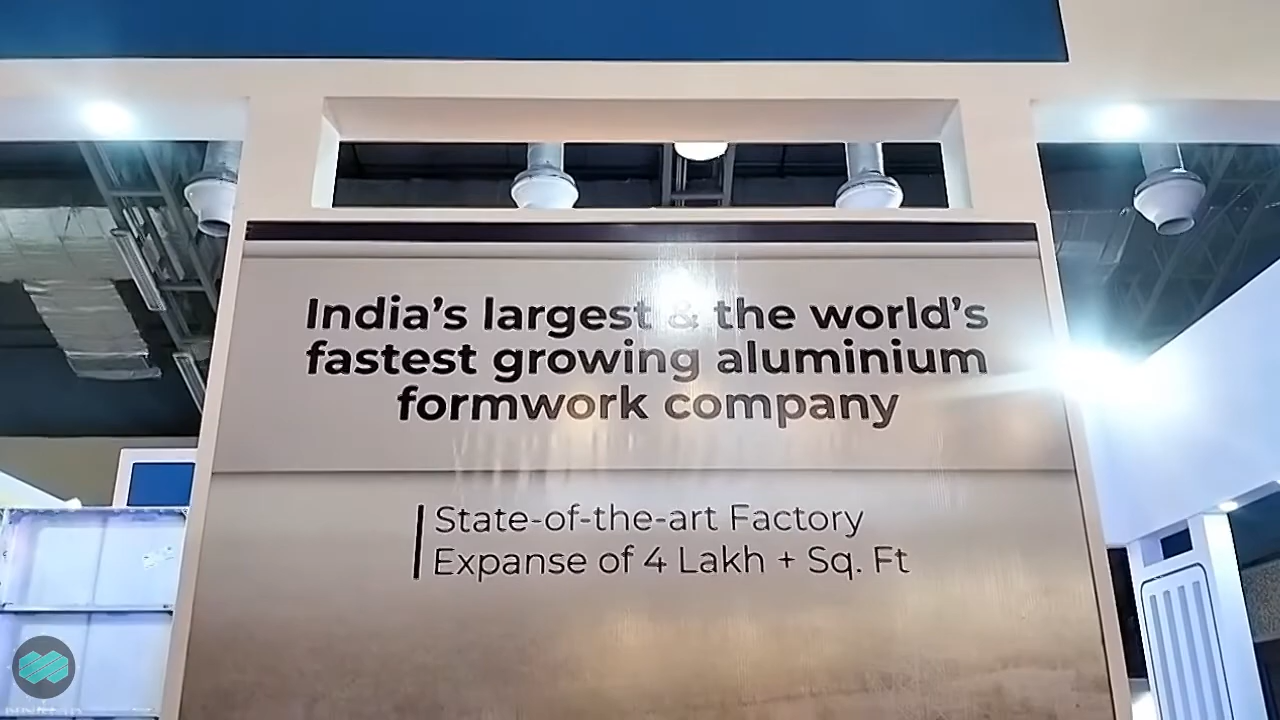 India's largest & the world's
fastest growing aluminium
formwork company
State-of-the-art Factory
Expanse of 4 Lakh + Sq. Ft